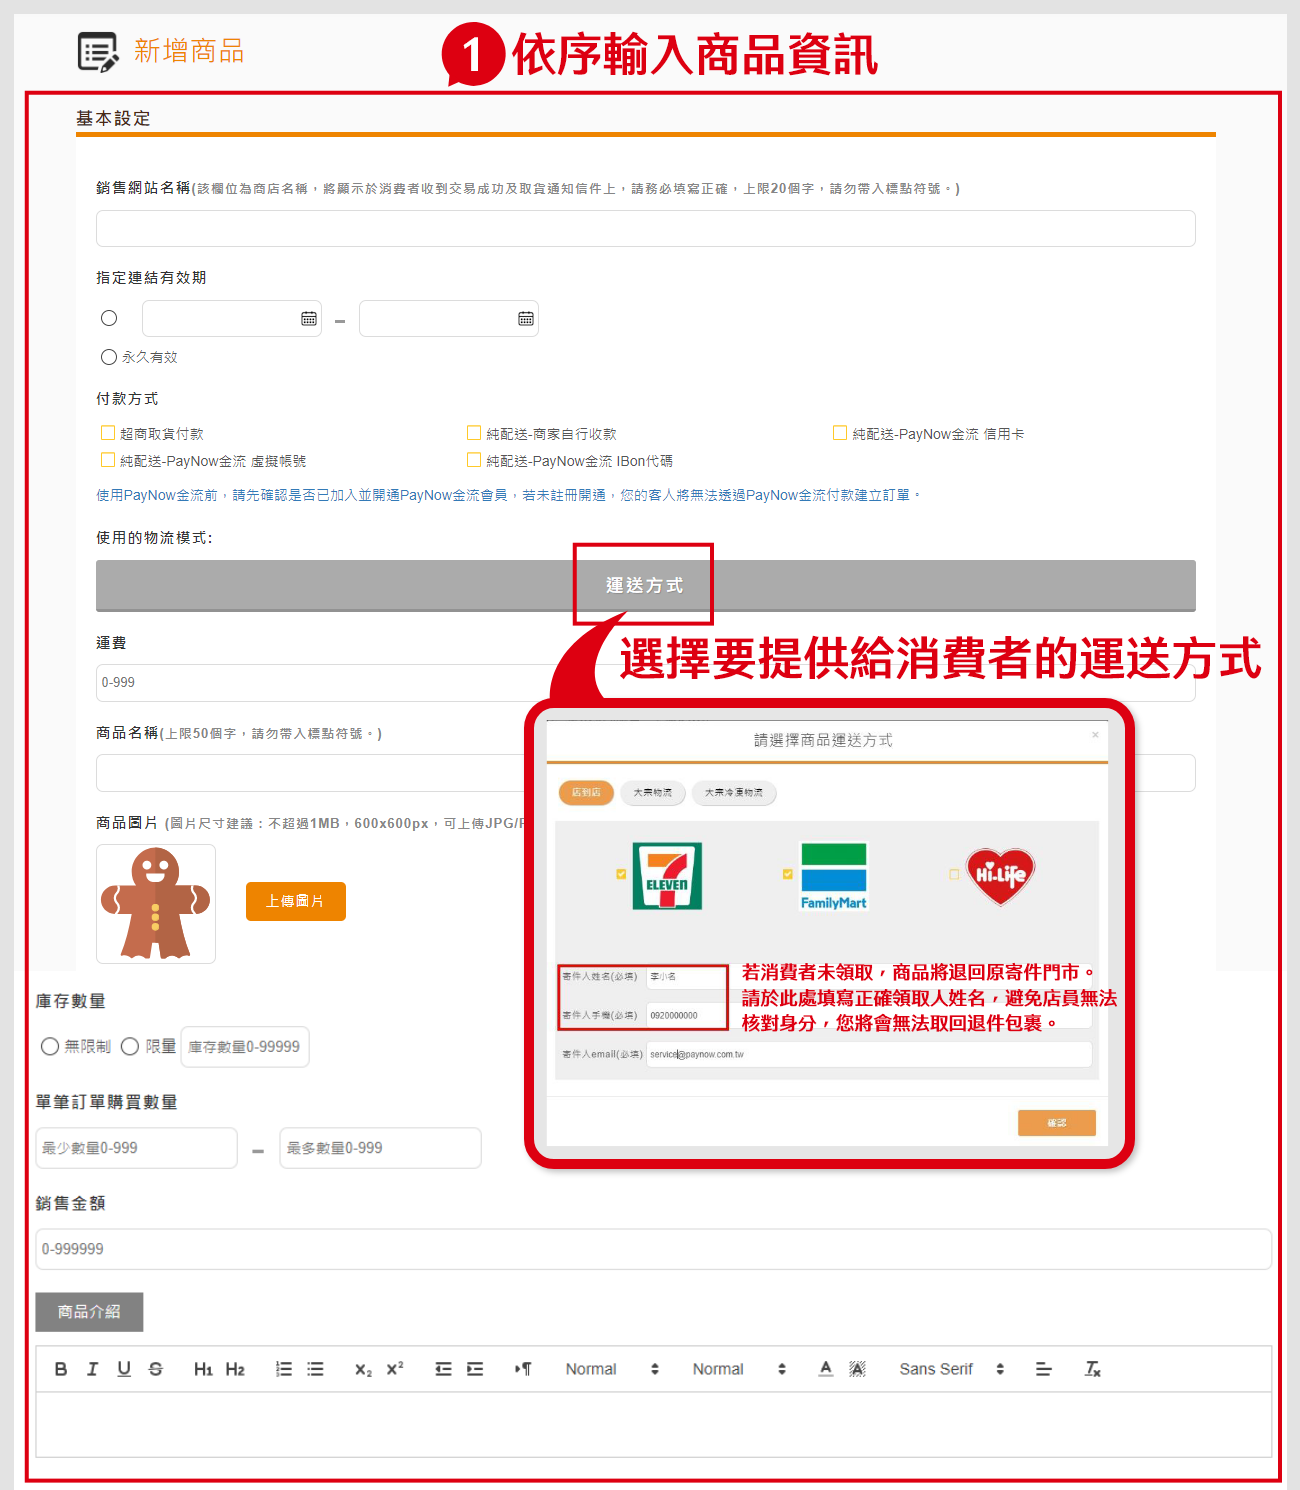 新增商品
1 依序輸入商品資訊
基本設定
銷售網站名稱(該欄位為商店名稱，將顯示於消費者收到交易成功及取貨通知信件上，請務必填寫正確，上限20個字，請勿帶入標點符號。)
指定連結有效期
–
永久有效
付款方式
超商取貨付款
純配送-商家自行收款
純配送-PayNow金流 信用卡
純配送-PayNow金流 虛擬帳號
純配送-PayNow金流 IBon代碼
使用PayNow金流前，請先確認是否已加入並開通PayNow金流會員，若未註冊開通，您的客人將無法透過PayNow金流付款建立訂單。
使用的物流模式:
運送方式
選擇要提供給消費者的運送方式
運費
0-999
商品名稱(上限50個字，請勿帶入標點符號。)
商品圖片 (圖片尺寸建議：不超過1MB，600x600px，可上傳JPG/
上傳圖片
請選擇商品運送方式
×
店到店
大宗物流
大宗冷凍物流
7 ELEVEn
FamilyMart
Hi-Life
寄件人姓名(必填)
李小名
寄件人手機(必填)
0920000000
寄件人email(必填)
service@paynow.com.tw
若消費者未領取，商品將退回原寄件門市。
請於此處填寫正確領取人姓名，避免店員無法
核對身分，您將會無法取回退件包裹。
確認
庫存數量
無限制
限量
庫存數量0-99999
單筆訂單購買數量
最少數量0-999
–
最多數量0-999
銷售金額
0-999999
商品介紹
B I U S H1 H2 X2 X2 Normal Normal A A Sans Serif Tx